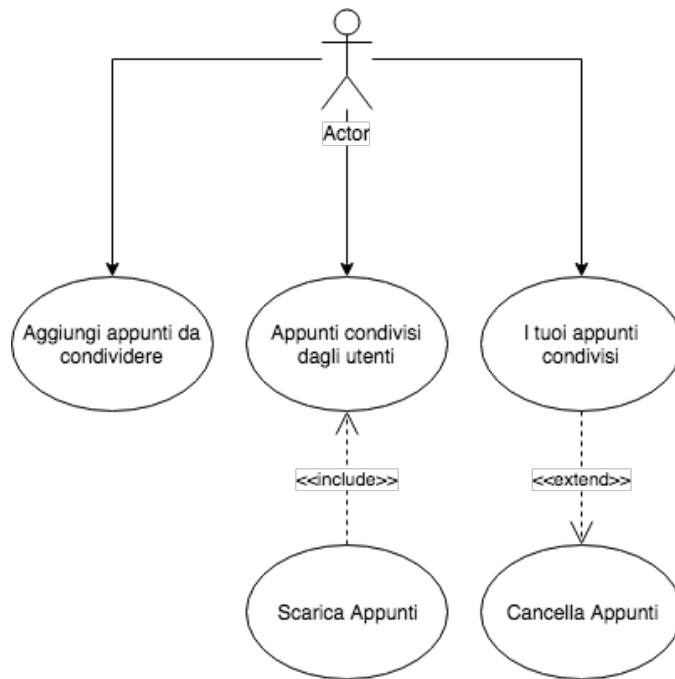 Actor
Aggiungi appunti da
condividere
Appunti condivisi
dagli utenti
I tuoi appunti
condivisi
<<include>>
<<extend>>
Scarica Appunti
Cancella Appunti